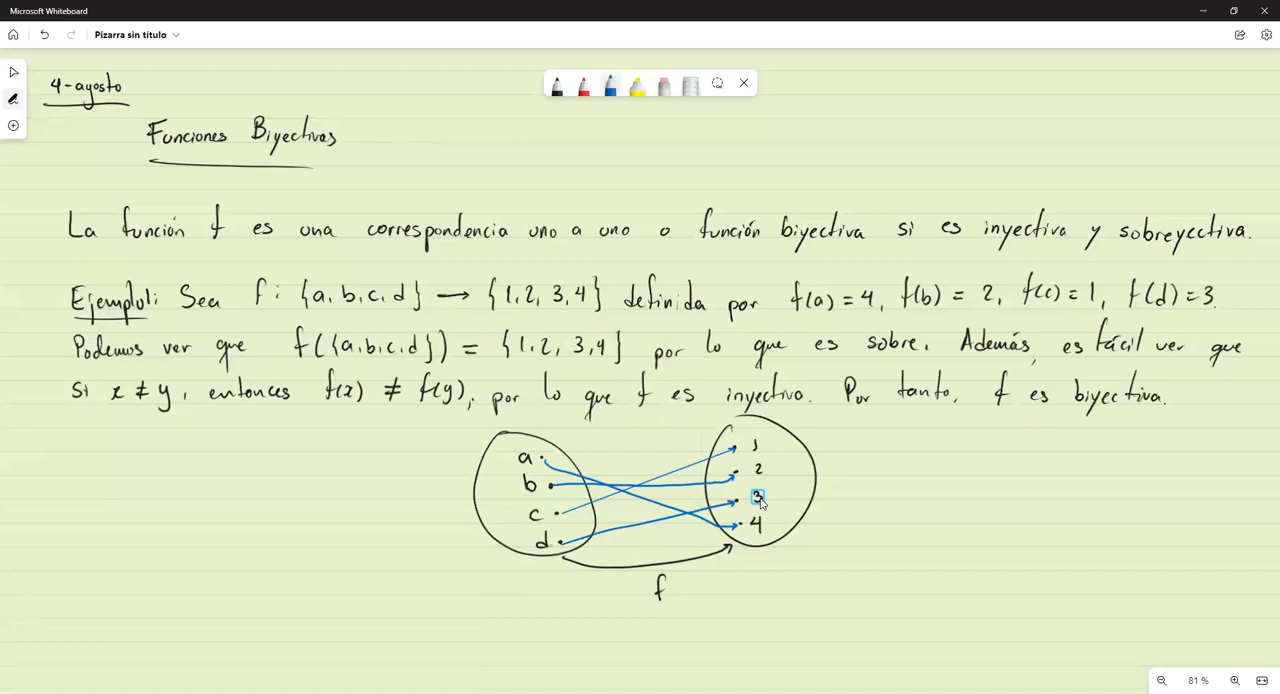 Microsoft Whiteboard
Pizarra sin título
4-agosto
Funciones Biyectivas
La función f es una correspondencia uno a uno o función biyectiva si es inyectiva y sobreyectiva.
Ejemplo: Sea f: {a, b, c, d} → {1, 2, 3, 4} definida por f(a) = 4, f(b) = 2, f(c) = 1, f(d) = 3.
Podemos ver que f({a, b, c, d}) = {1, 2, 3, 4} por lo que es sobre. Además, es fácil ver que
si x ≠ y, entonces f(x) ≠ f(y), por lo que f es inyectiva. Por tanto, f es biyectiva.
a 1
b 2
c 3
d 4
f
81 %